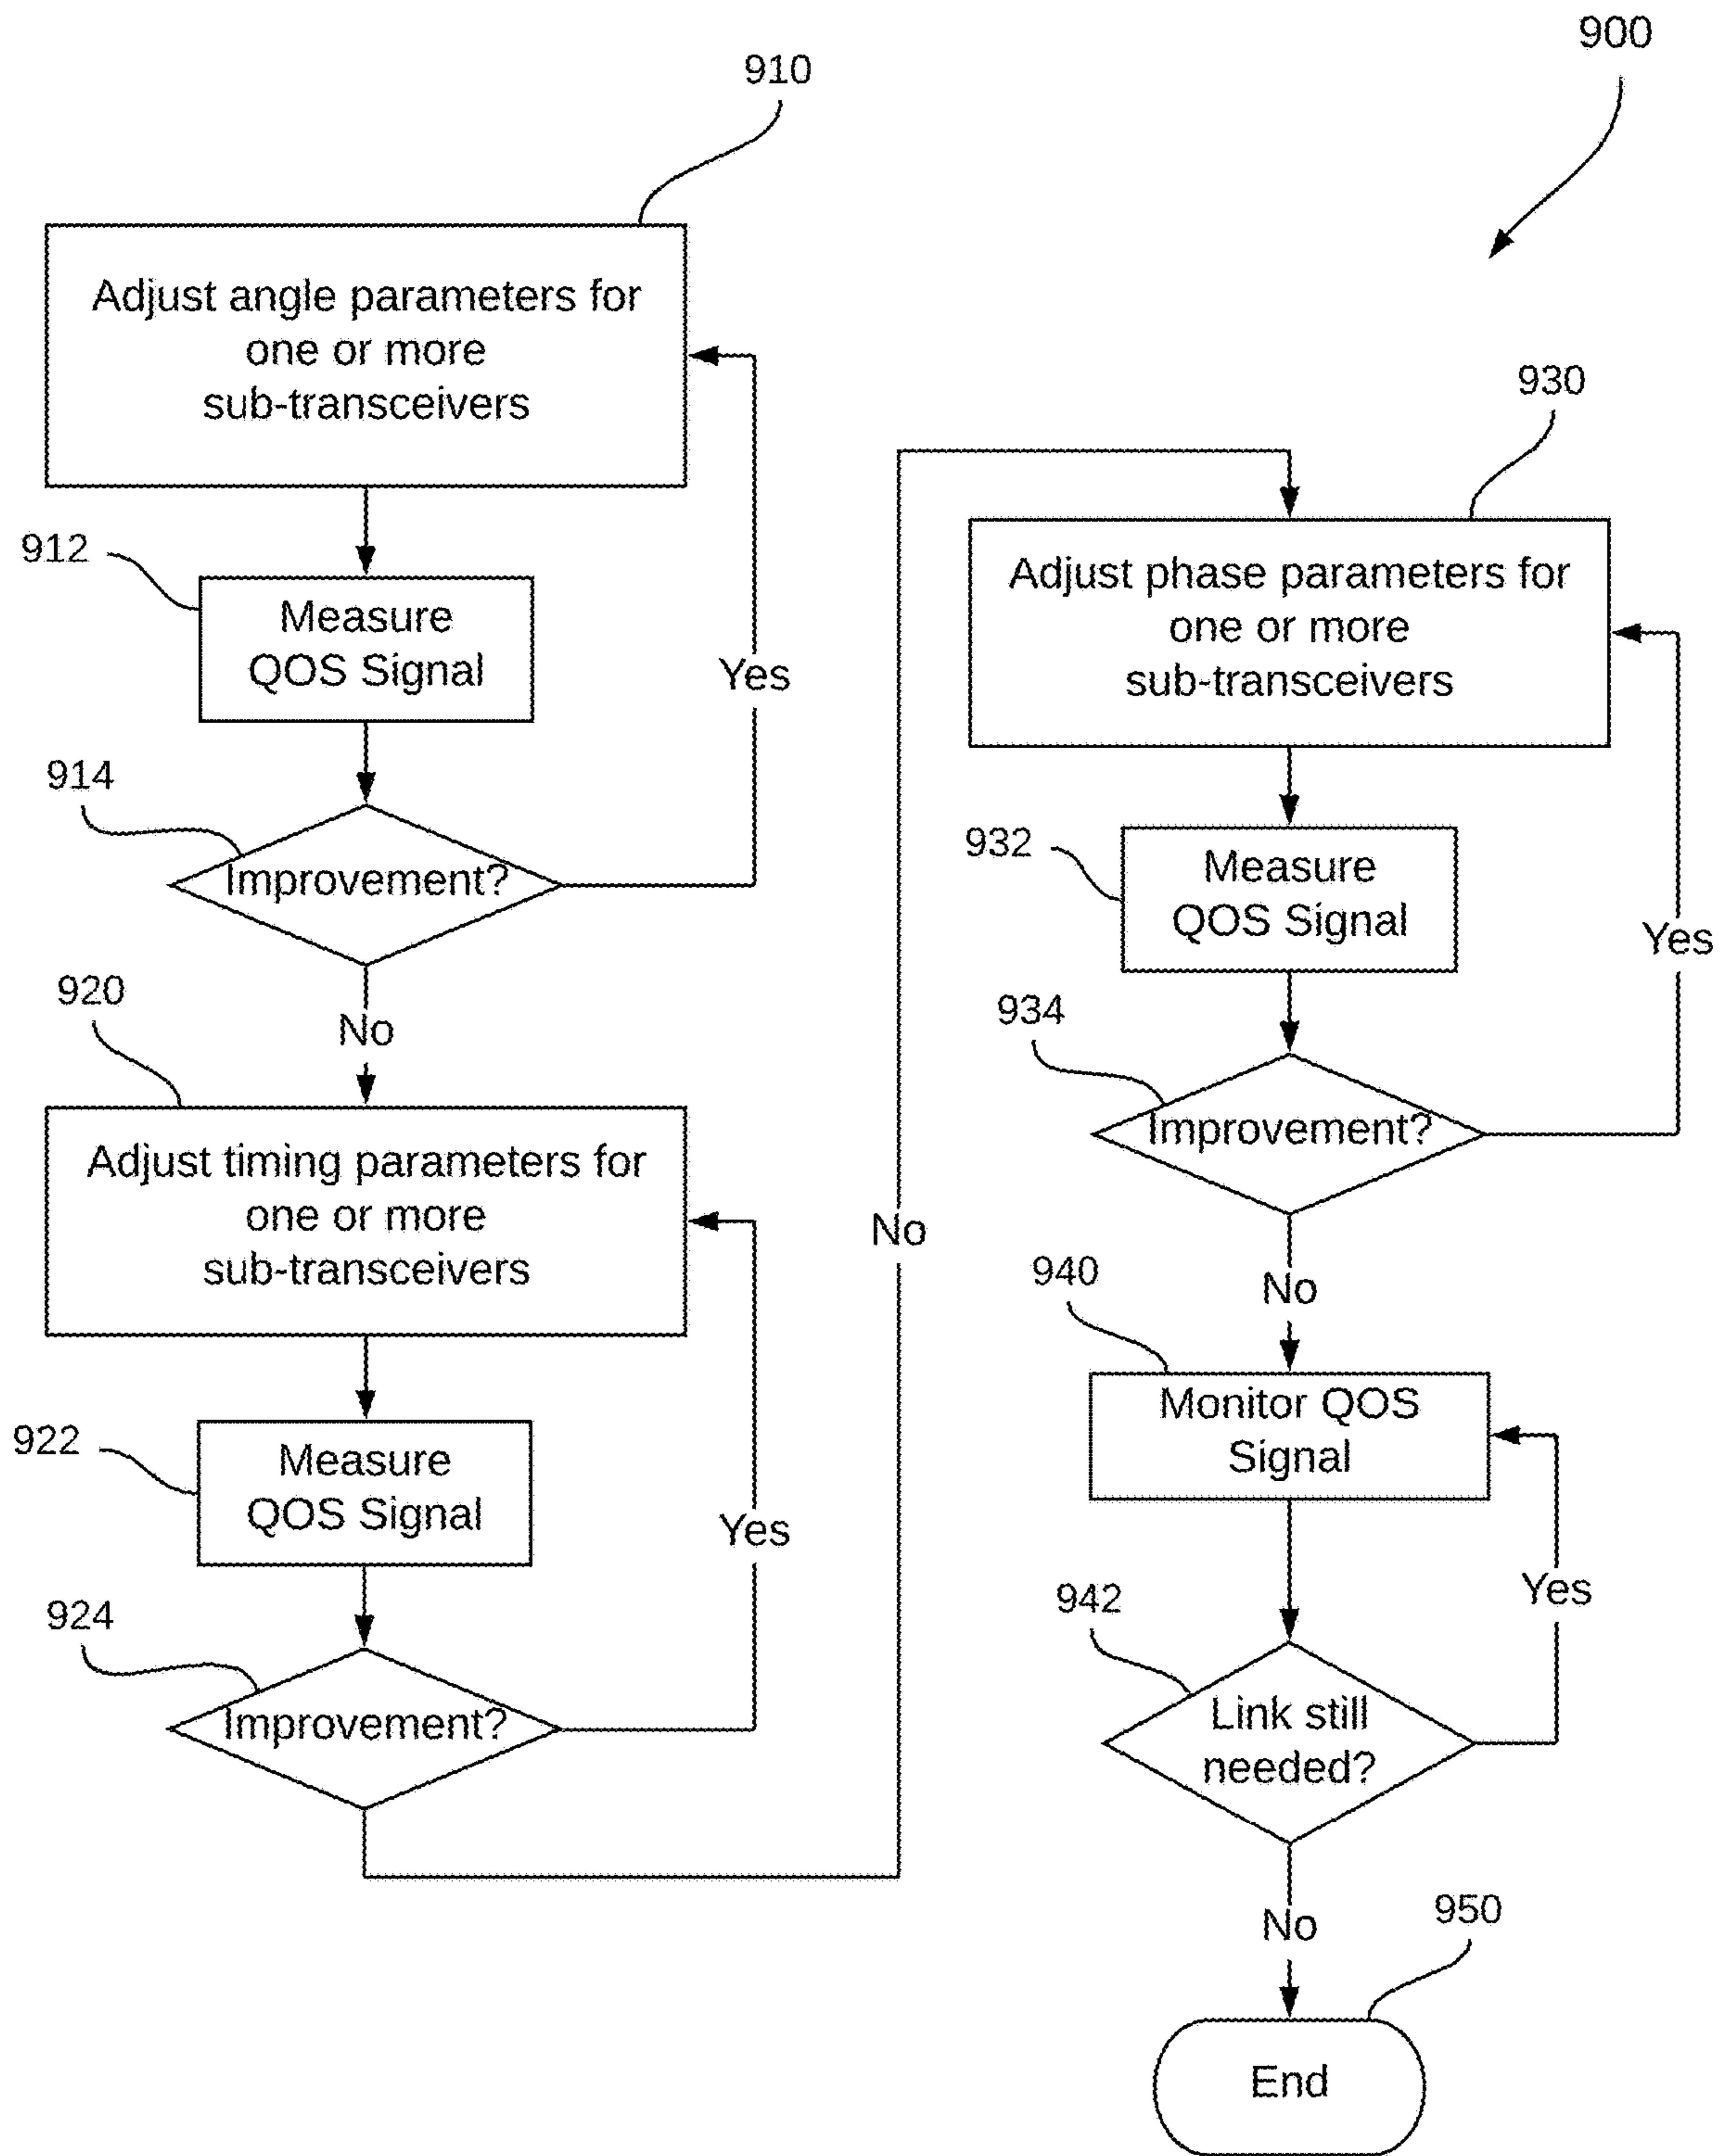 900
910
Adjust angle parameters for
one or more
sub-transceivers
912
Measure
QOS Signal
Yes
914
Improvement?
No
920
Adjust timing parameters for
one or more
sub-transceivers
922
Measure
QOS Signal
Yes
924
Improvement?
No
930
Adjust phase parameters for
one or more
sub-transceivers
932
Measure
QOS Signal
Yes
934
Improvement?
No
940
Monitor QOS
Signal
Yes
942
Link still
needed?
No
950
End